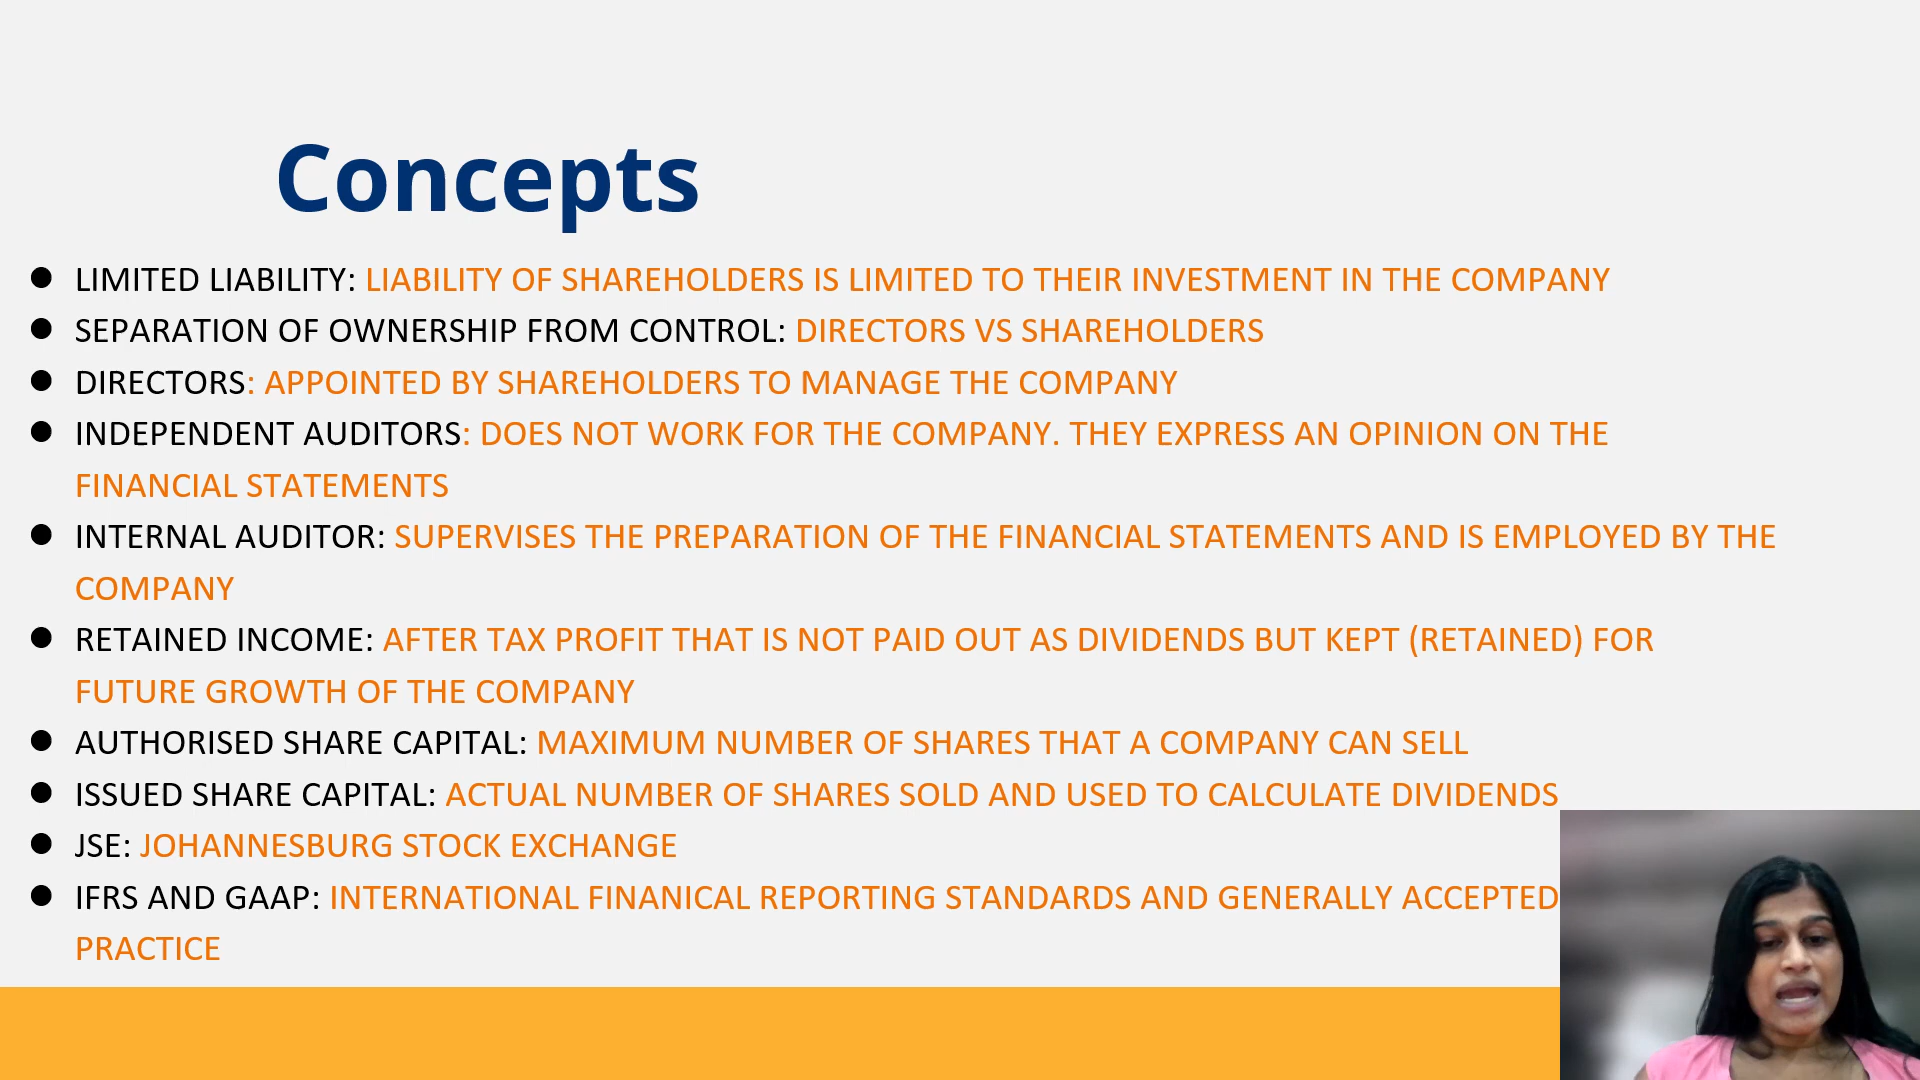 Concepts
● LIMITED LIABILITY: LIABILITY OF SHAREHOLDERS IS LIMITED TO THEIR INVESTMENT IN THE COMPANY
● SEPARATION OF OWNERSHIP FROM CONTROL: DIRECTORS VS SHAREHOLDERS
● DIRECTORS: APPOINTED BY SHAREHOLDERS TO MANAGE THE COMPANY
● INDEPENDENT AUDITORS: DOES NOT WORK FOR THE COMPANY. THEY EXPRESS AN OPINION ON THE
FINANCIAL STATEMENTS
● INTERNAL AUDITOR: SUPERVISES THE PREPARATION OF THE FINANCIAL STATEMENTS AND IS EMPLOYED BY THE
COMPANY
● RETAINED INCOME: AFTER TAX PROFIT THAT IS NOT PAID OUT AS DIVIDENDS BUT KEPT (RETAINED) FOR
FUTURE GROWTH OF THE COMPANY
● AUTHORISED SHARE CAPITAL: MAXIMUM NUMBER OF SHARES THAT A COMPANY CAN SELL
● ISSUED SHARE CAPITAL: ACTUAL NUMBER OF SHARES SOLD AND USED TO CALCULATE DIVIDENDS
● JSE: JOHANNESBURG STOCK EXCHANGE
● IFRS AND GAAP: INTERNATIONAL FINANICAL REPORTING STANDARDS AND GENERALLY ACCEPTED
PRACTICE